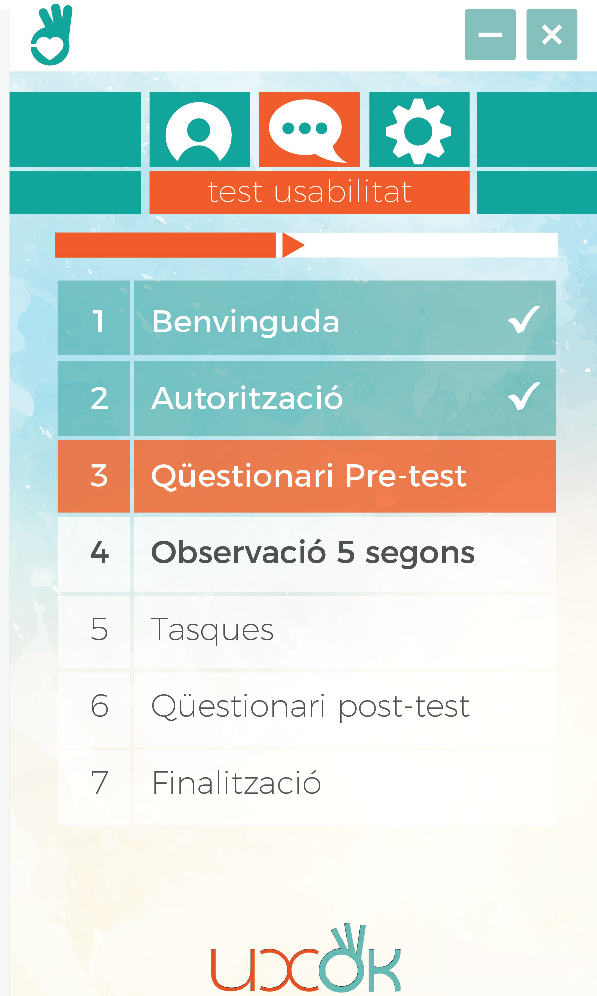 test usabilitat
1 Benvinguda
2 Autorització
3 Qüestionari Pre-test
4 Observació 5 segons
5 Tasques
6 Qüestionari post-test
7 Finalització
uxok